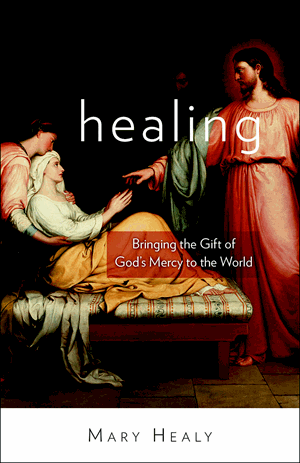 healing
Bringing the Gift of
God's Mercy to the World
MARY HEALY